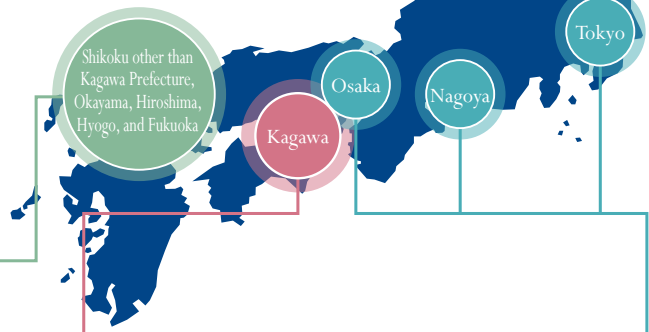 Shikoku other than
Kagawa Prefecture,
Okayama, Hiroshima,
Hyogo, and Fukuoka
Kagawa
Osaka
Nagoya
Tokyo